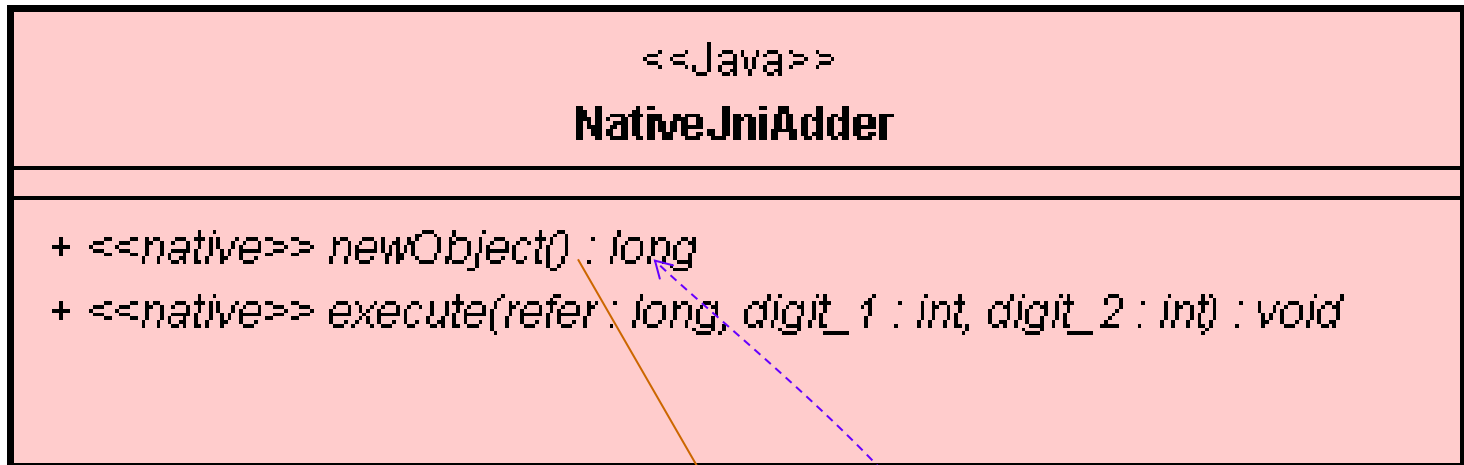 <<Java>>
NativeJniAdder
+ <<native>> newObject() : long
+ <<native>> execute(refer : long, digit_1 : int, digit_2 : int) : void